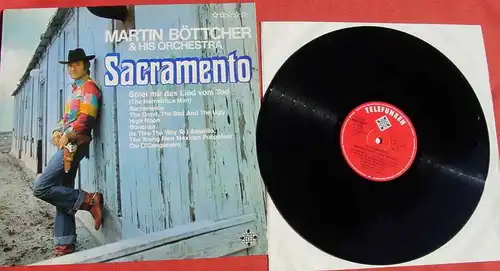 MARTIN BÖTTCHER
& HIS ORCHESTRA
Sacramento
Spiel mir das Lied vom Tod
(The Harmonica Man)
Sacramento
The Good, The Bad And The Ugly
High Noon
Bonanza
Is This The Way To Amarillo
The Young New Mexican Puppeteer
Ole O'Cangaceiro
TELEFUNKEN